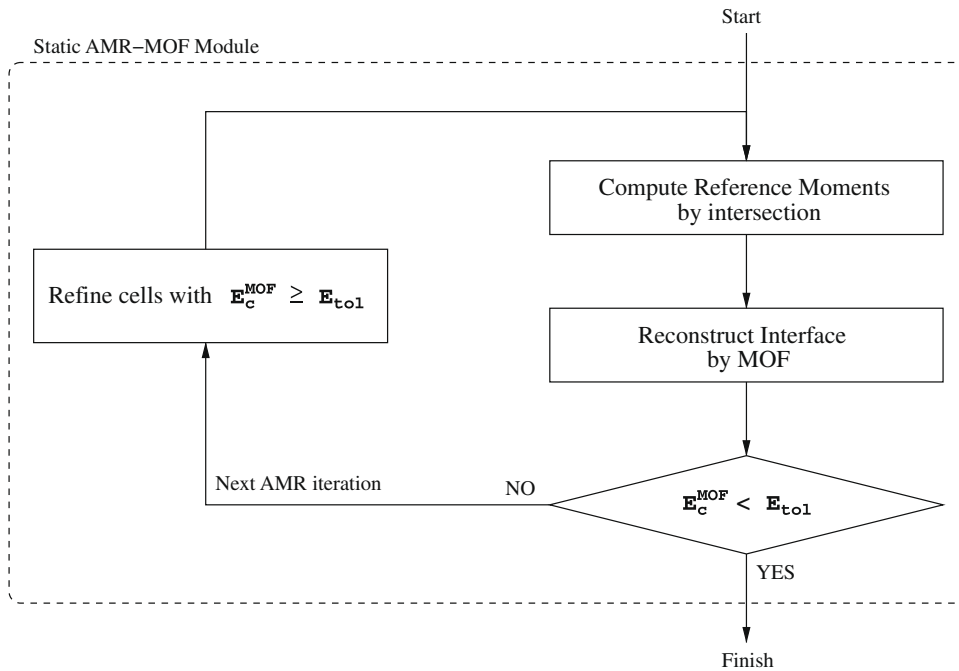 Start
Static AMR−MOF Module
Compute Reference Moments
by intersection
Refine cells with E_c^MOF ≥ E_tol
Reconstruct Interface
by MOF
Next AMR iteration
NO
E_c^MOF < E_tol
YES
Finish